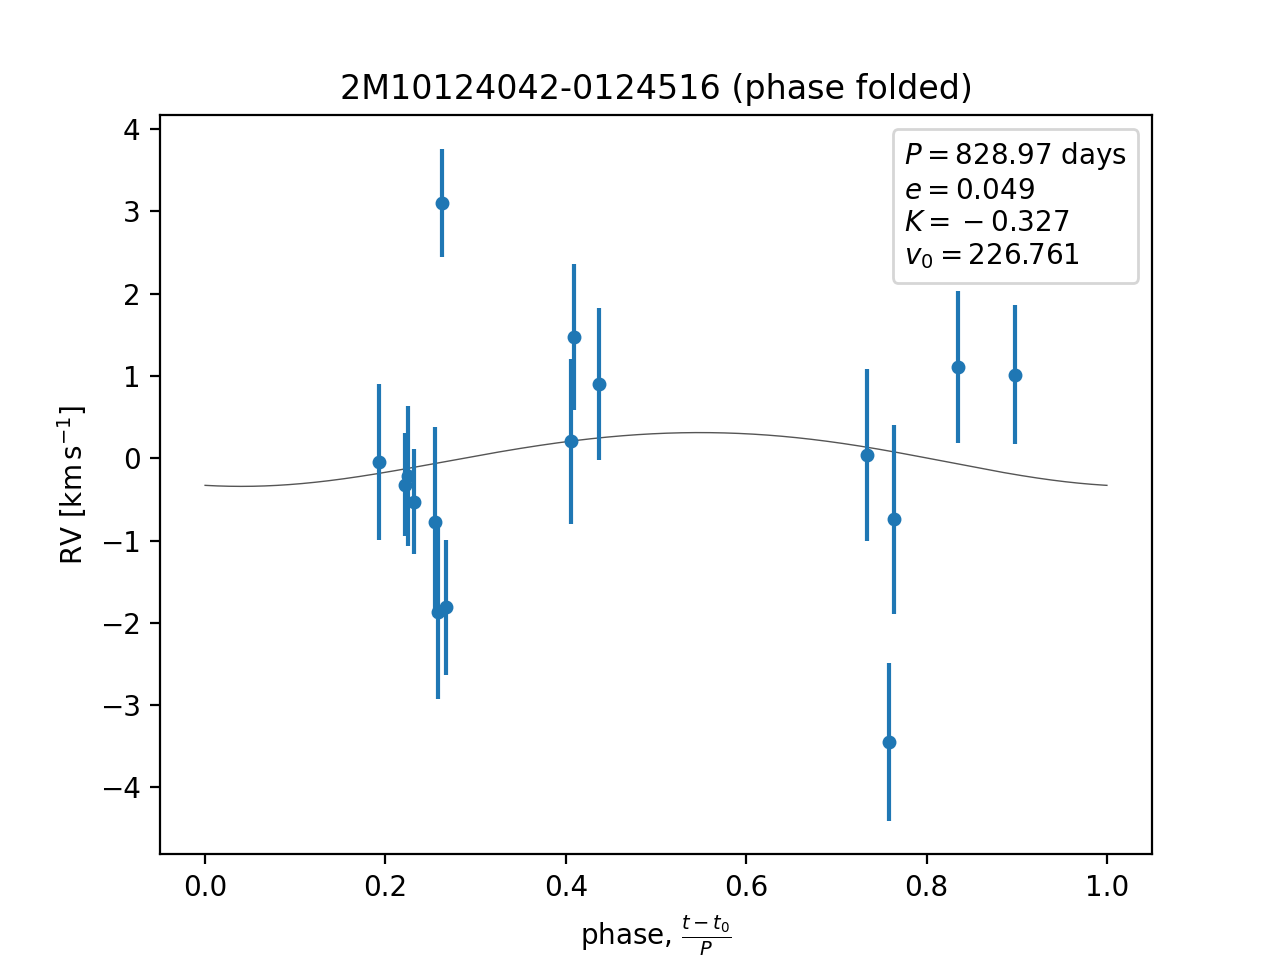 2M10124042-0124516 (phase folded)
P = 828.97 days
e = 0.049
K = −0.327
v₀ = 226.761
4
3
2
1
0
−1
−2
−3
−4
RV [km s⁻¹]
0.0 0.2 0.4 0.6 0.8 1.0
phase, (t − t₀)/P